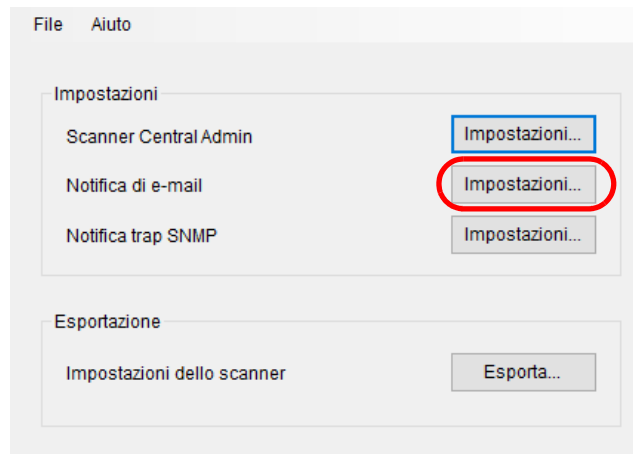 File Aiuto
Impostazioni
Scanner Central Admin Impostazioni...
Notifica di e-mail Impostazioni...
Notifica trap SNMP Impostazioni...
Esportazione
Impostazioni dello scanner Esporta...